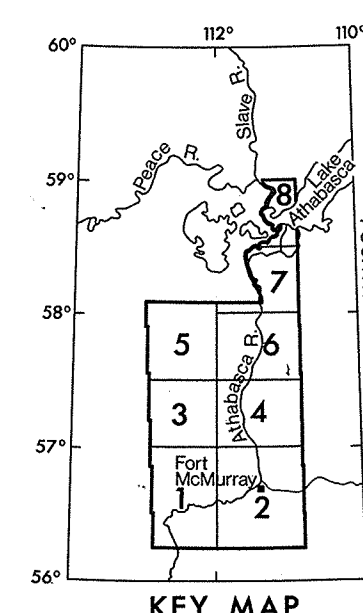 60°
112°
110°
Slave R.
Peace R.
59°
8
Lake
Athabasca
7
58°
5
6
Athabasca R.
3
4
57°
Fort
McMurray
1
2
56°
KEY MAP